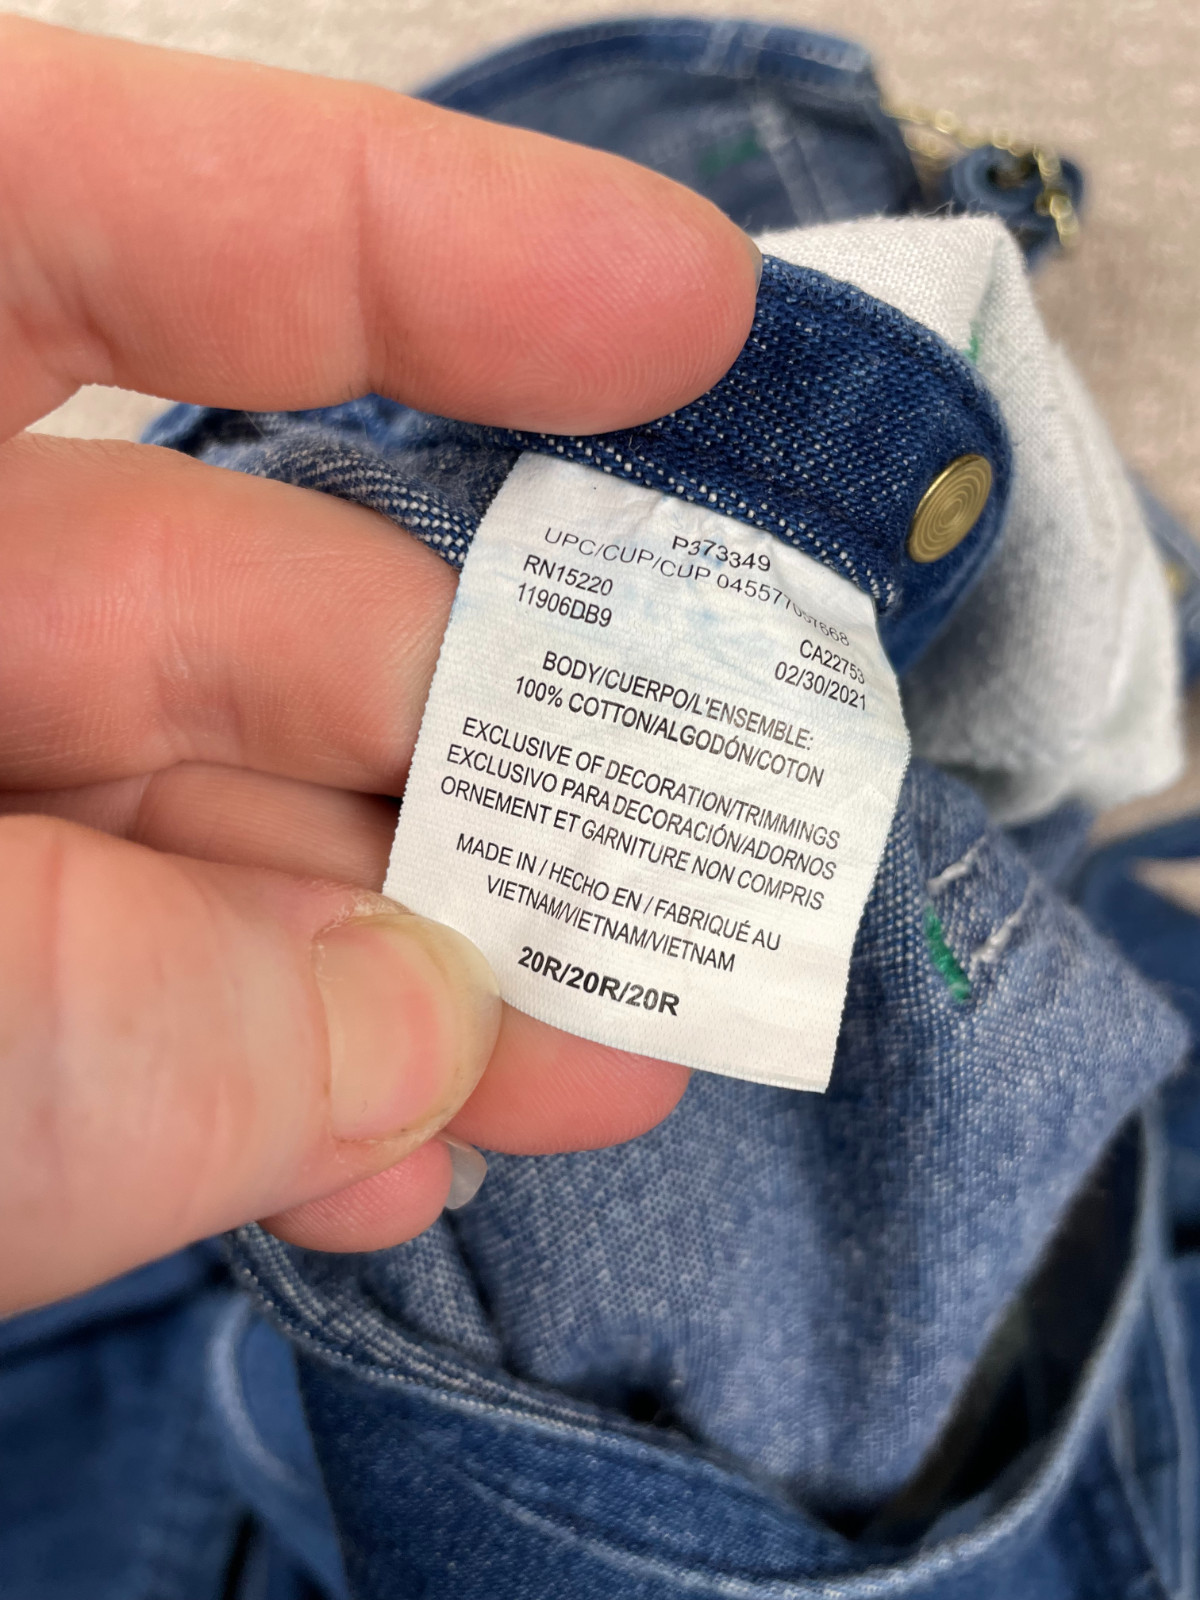 P373349
UPC/CUP/CUP
RN15220
11906DB9
CA22753
02/30/2021
BODY/CUERPO/L'ENSEMBLE:
100% COTTON/ALGODÓN/COTON
EXCLUSIVE OF DECORATION/TRIMMINGS
EXCLUSIVO PARA DECORACIÓN/ADORNOS
ORNEMENT ET GARNITURE NON COMPRIS
MADE IN / HECHO EN / FABRIQUÉ AU
VIETNAM/VIETNAM/VIETNAM
20R/20R/20R